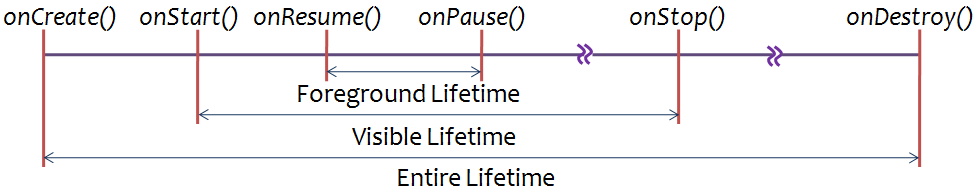 onCreate() onStart() onResume() onPause() onStop() onDestroy()
Foreground Lifetime
Visible Lifetime
Entire Lifetime